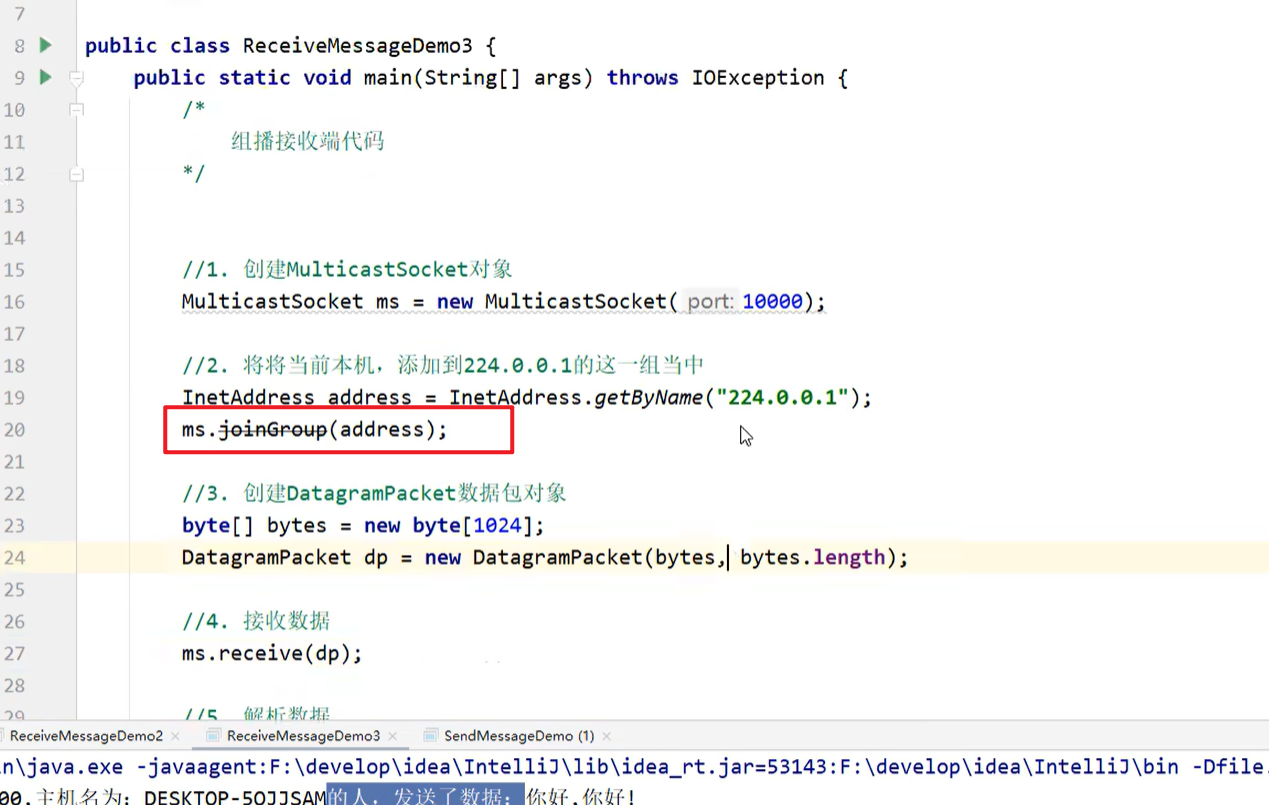 7
8 public class ReceiveMessageDemo3 {
9 public static void main(String[] args) throws IOException {
10 /*
11 组播接收端代码
12 */
13
14
15 //1. 创建MulticastSocket对象
16 MulticastSocket ms = new MulticastSocket( port: 10000);
17
18 //2. 将将当前本机，添加到224.0.0.1的这一组当中
19 InetAddress address = InetAddress.getByName("224.0.0.1");
20 ms.joinGroup(address);
21
22 //3. 创建DatagramPacket数据包对象
23 byte[] bytes = new byte[1024];
24 DatagramPacket dp = new DatagramPacket(bytes, bytes.length);
25
26 //4. 接收数据
27 ms.receive(dp);
28
29 //5. 解析数据
ReceiveMessageDemo2 × ReceiveMessageDemo3 × SendMessageDemo (1) ×
n\java.exe -javaagent:F:\develop\idea\IntelliJ\lib\idea_rt.jar=53143:F:\develop\idea\IntelliJ\bin -Dfile.
00,主机名为：DESKTOP-5OJJSAM的人，发送了数据：你好,你好!